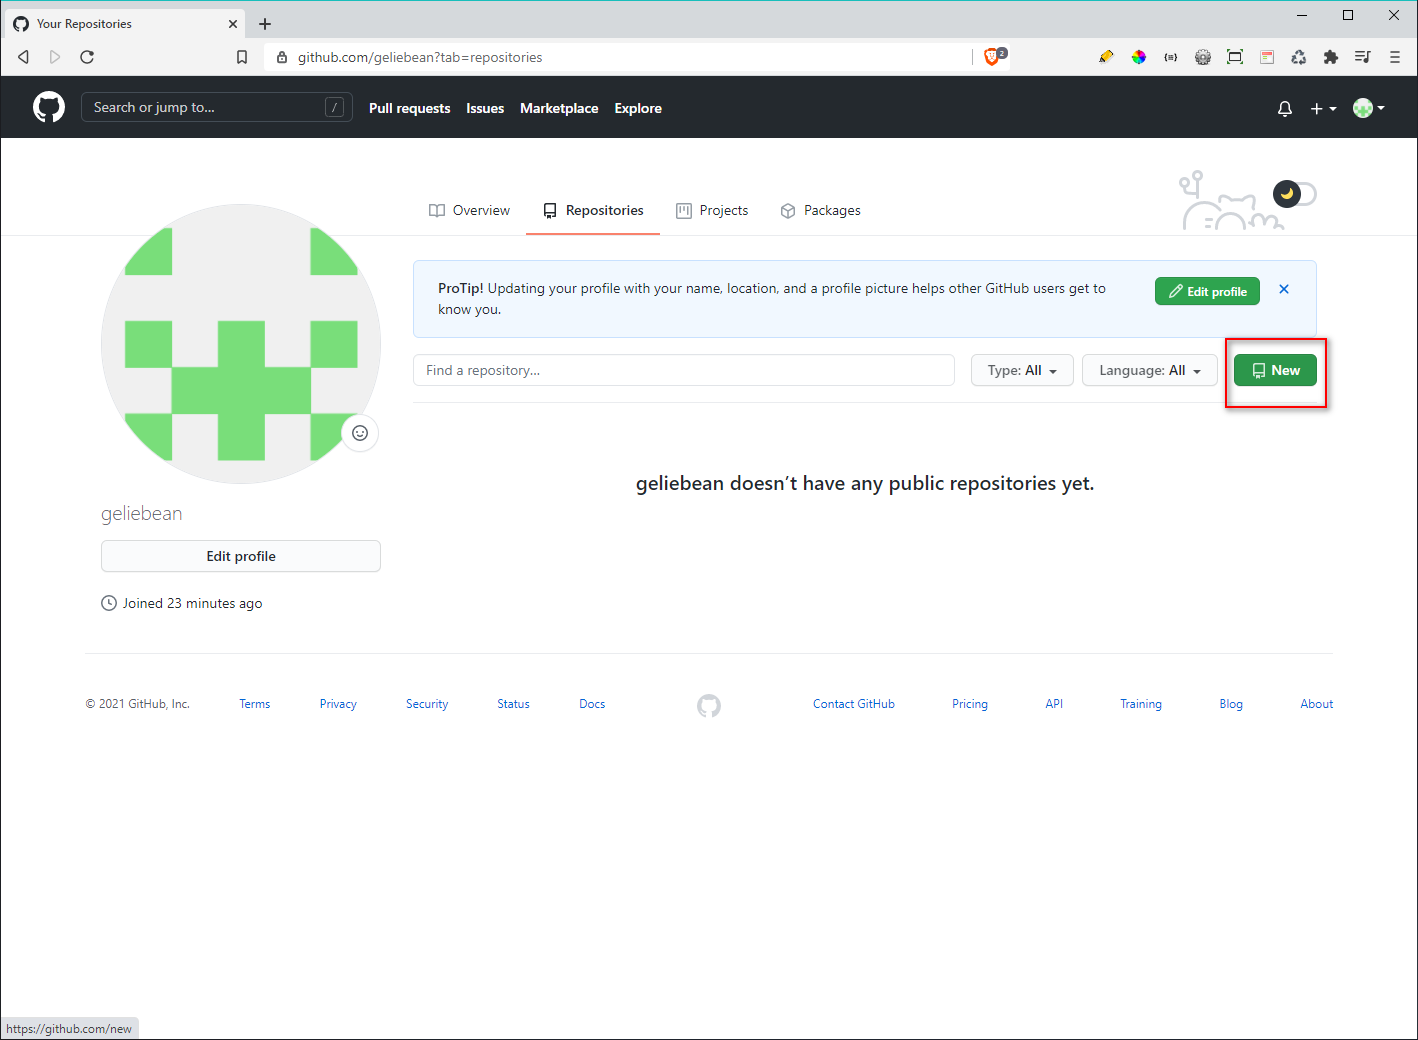 Your Repositories
github.com/geliebean?tab=repositories
2
{=}
Search or jump to...
/
Pull requests
Issues
Marketplace
Explore
Overview
Repositories
Projects
Packages
ProTip! Updating your profile with your name, location, and a profile picture helps other GitHub users get to
know you.
Edit profile
Find a repository...
Type: All
Language: All
New
geliebean doesn’t have any public repositories yet.
geliebean
Edit profile
Joined 23 minutes ago
© 2021 GitHub, Inc.
Terms
Privacy
Security
Status
Docs
Contact GitHub
Pricing
API
Training
Blog
About
https://github.com/new